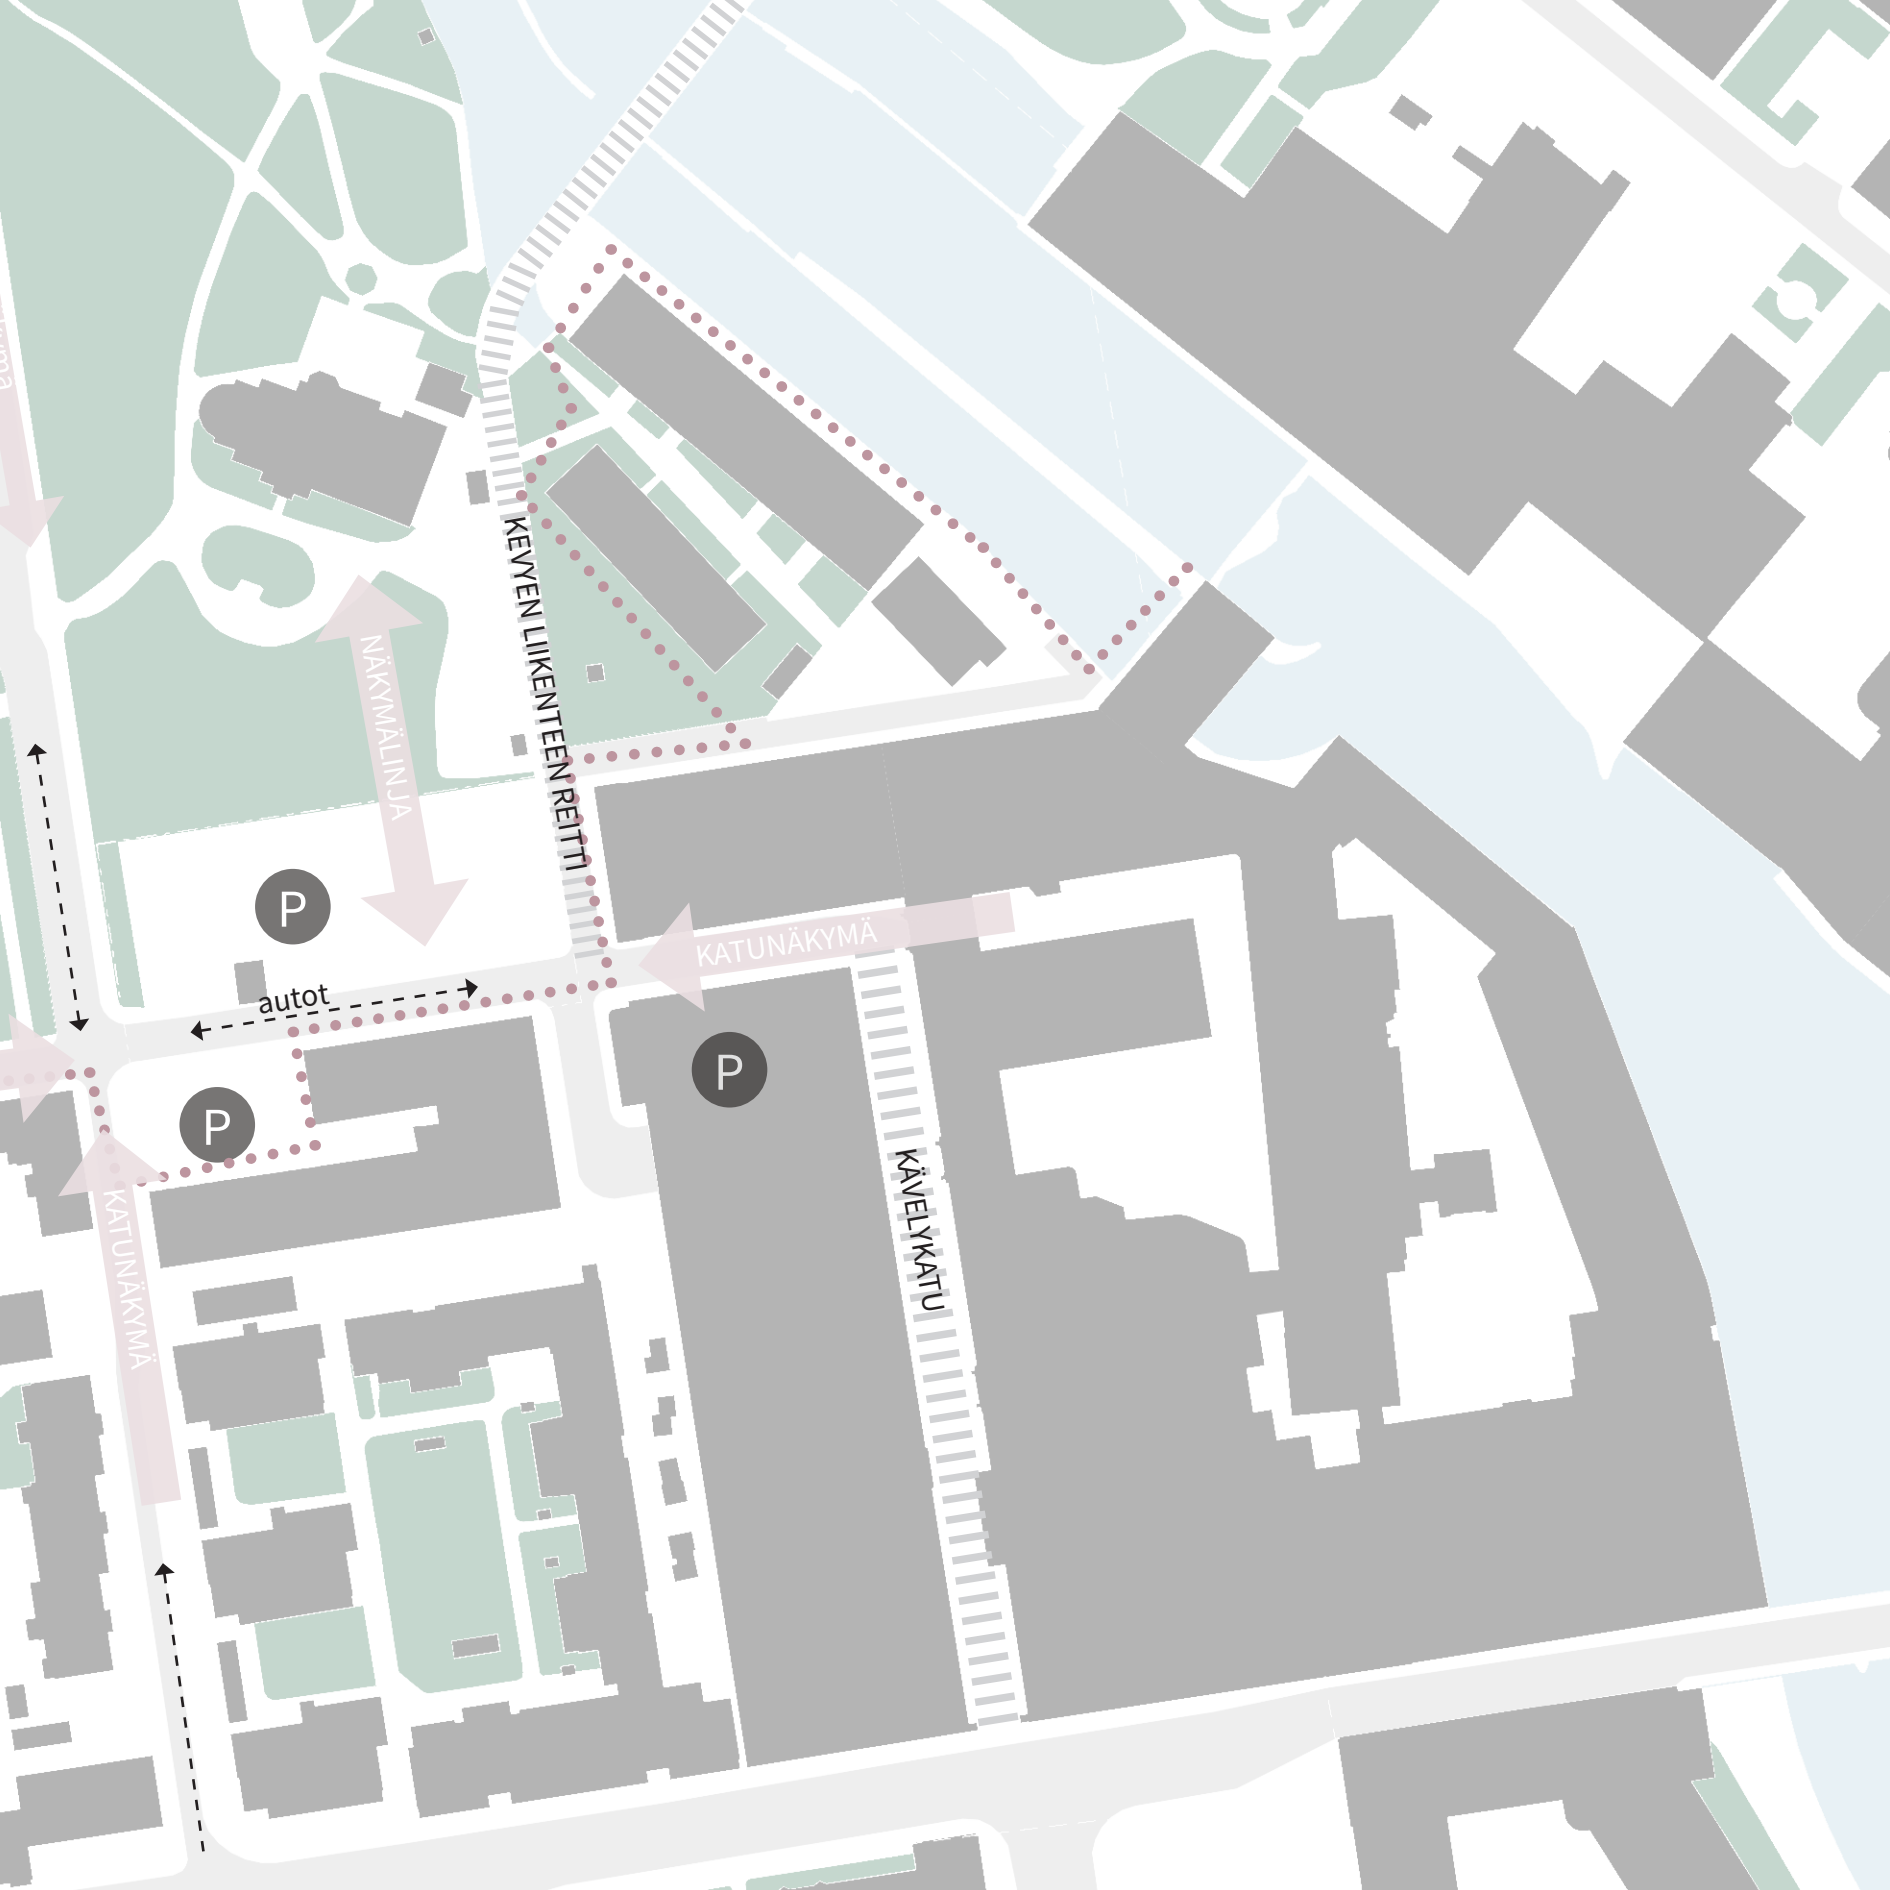 KEVYEN LIIKENTEEN REITTI
NÄKYMÄLINJA
P
KATUNÄKYMÄ
autot
P
P
KÄVELYKATU
KATUNÄKYMÄ